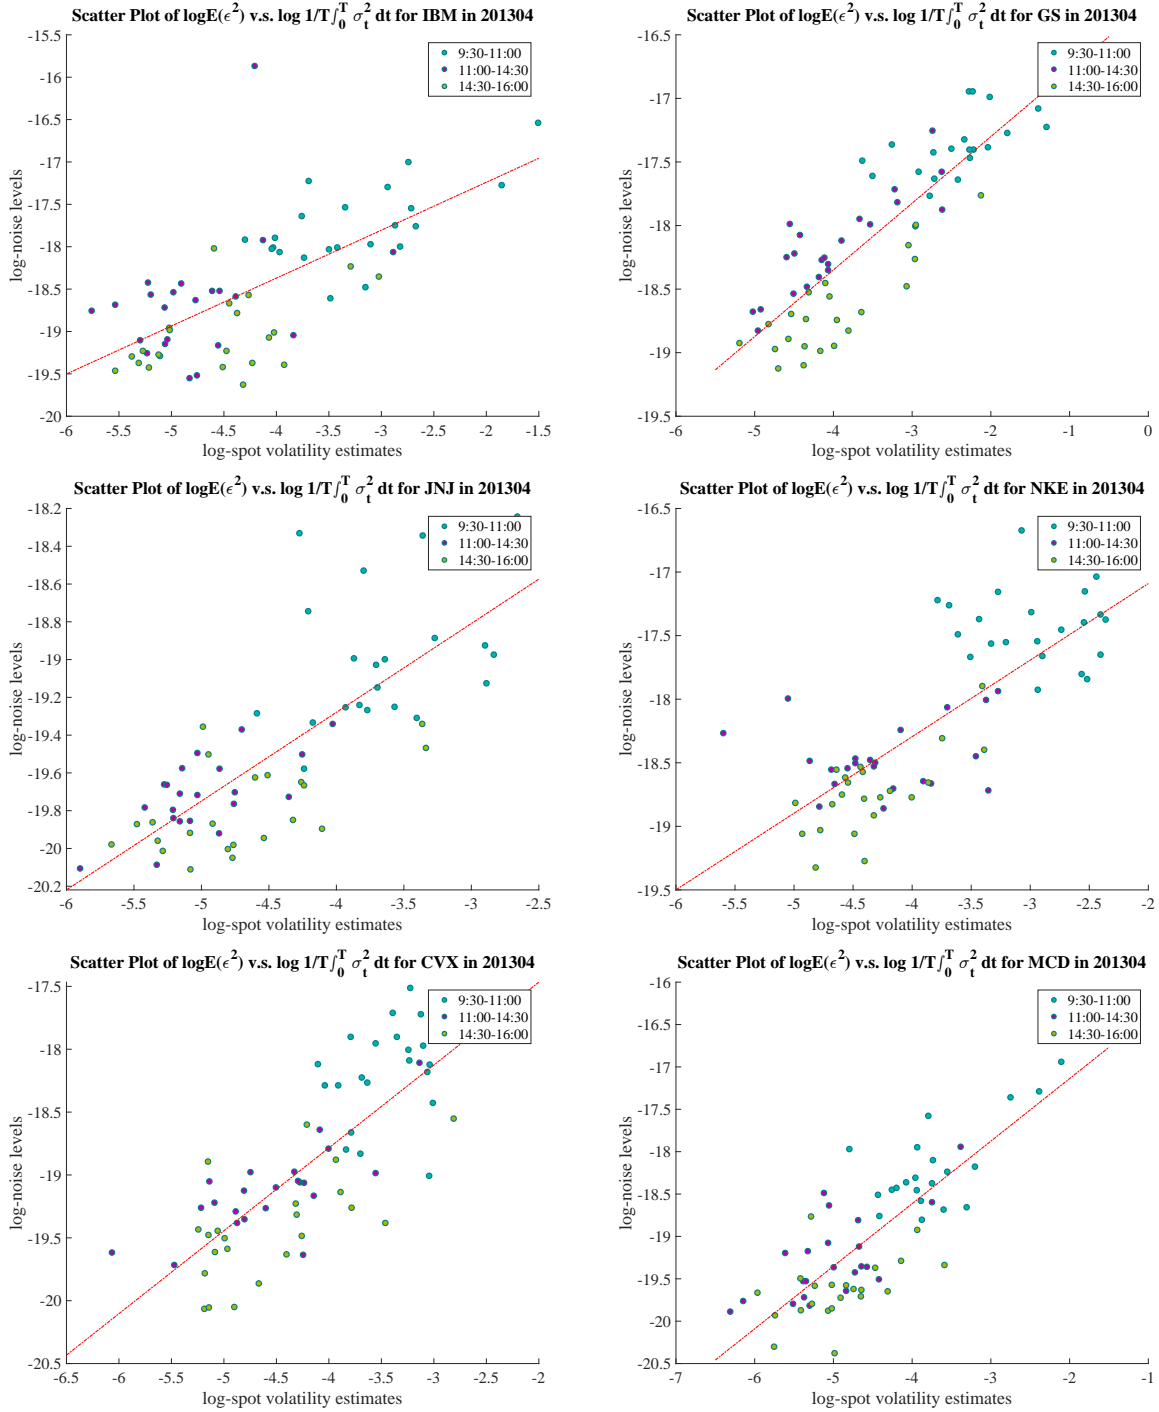 Scatter Plot of logE(ϵ²) v.s. log 1/T∫₀ᵀ σₜ² dt for IBM in 201304
-15.5
-16
-16.5
-17
-17.5
-18
-18.5
-19
-19.5
-20
log-noise levels
9:30-11:00
11:00-14:30
14:30-16:00
-6 -5.5 -5 -4.5 -4 -3.5 -3 -2.5 -2 -1.5
log-spot volatility estimates
Scatter Plot of logE(ϵ²) v.s. log 1/T∫₀ᵀ σₜ² dt for GS in 201304
-16.5
-17
-17.5
-18
-18.5
-19
-19.5
log-noise levels
9:30-11:00
11:00-14:30
14:30-16:00
-6 -5 -4 -3 -2 -1 0
log-spot volatility estimates
Scatter Plot of logE(ϵ²) v.s. log 1/T∫₀ᵀ σₜ² dt for JNJ in 201304
-18.2
-18.4
-18.6
-18.8
-19
-19.2
-19.4
-19.6
-19.8
-20
-20.2
log-noise levels
9:30-11:00
11:00-14:30
14:30-16:00
-6 -5.5 -5 -4.5 -4 -3.5 -3 -2.5
log-spot volatility estimates
Scatter Plot of logE(ϵ²) v.s. log 1/T∫₀ᵀ σₜ² dt for NKE in 201304
-16.5
-17
-17.5
-18
-18.5
-19
-19.5
log-noise levels
9:30-11:00
11:00-14:30
14:30-16:00
-6 -5.5 -5 -4.5 -4 -3.5 -3 -2.5 -2
log-spot volatility estimates
Scatter Plot of logE(ϵ²) v.s. log 1/T∫₀ᵀ σₜ² dt for CVX in 201304
-17.5
-18
-18.5
-19
-19.5
-20
-20.5
log-noise levels
9:30-11:00
11:00-14:30
14:30-16:00
-6.5 -6 -5.5 -5 -4.5 -4 -3.5 -3 -2.5 -2
log-spot volatility estimates
Scatter Plot of logE(ϵ²) v.s. log 1/T∫₀ᵀ σₜ² dt for MCD in 201304
-16
-16.5
-17
-17.5
-18
-18.5
-19
-19.5
-20
-20.5
log-noise levels
9:30-11:00
11:00-14:30
14:30-16:00
-7 -6 -5 -4 -3 -2 -1
log-spot volatility estimates